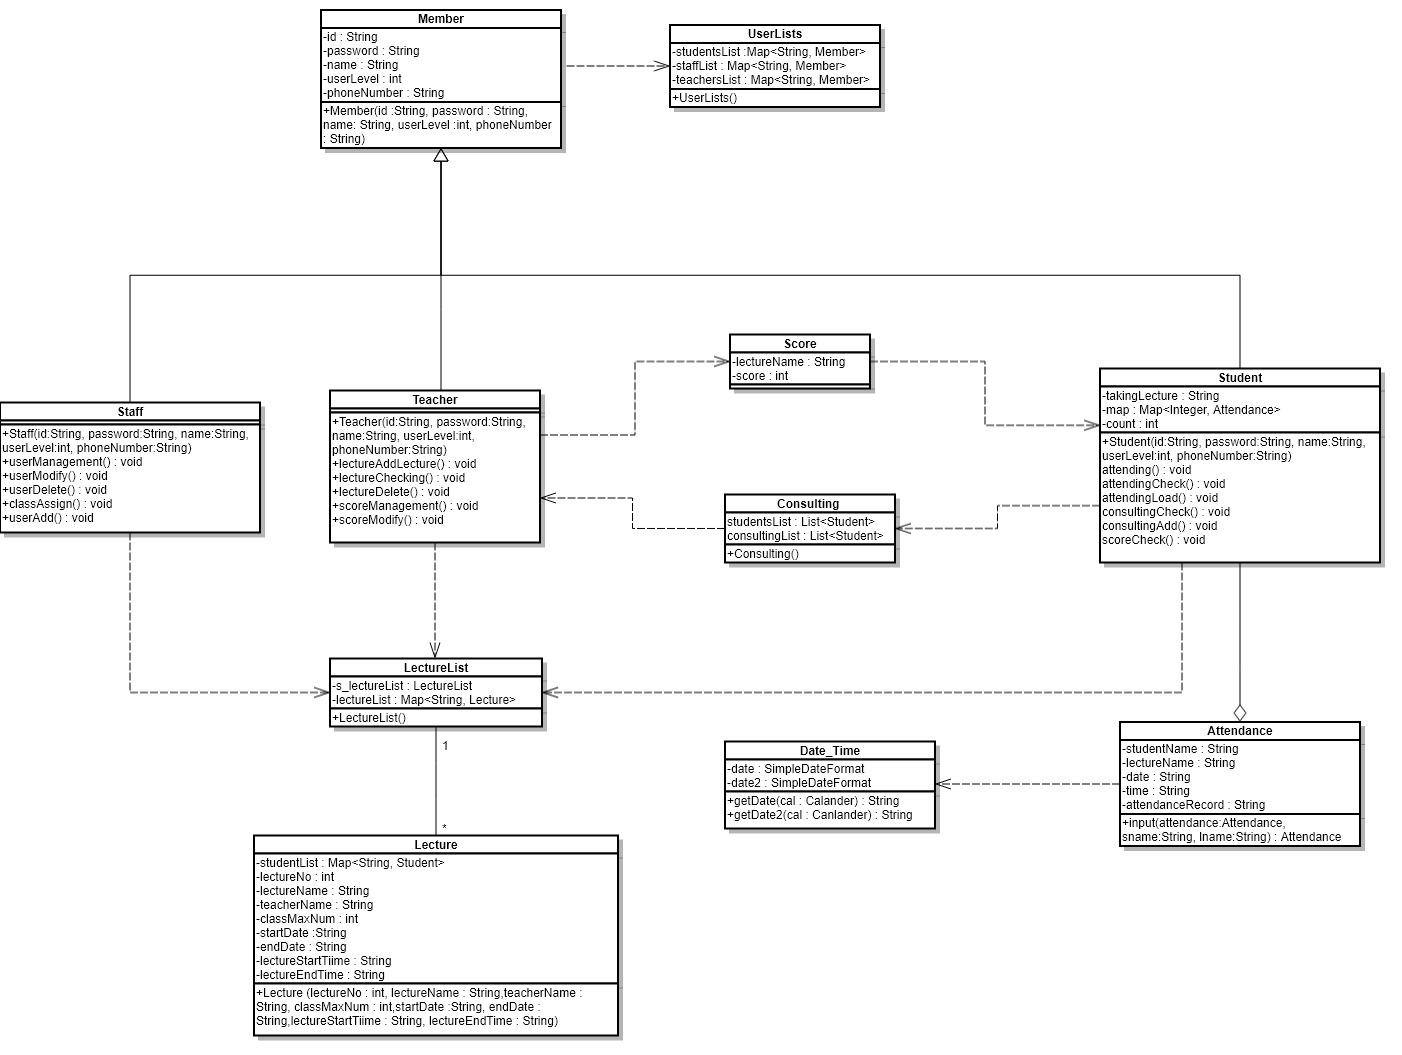 Member
-id : String
-password : String
-name : String
-userLevel : int
-phoneNumber : String
+Member(id :String, password : String,
name: String, userLevel :int, phoneNumber
: String)
UserLists
-studentsList :Map<String, Member>
-staffList : Map<String, Member>
-teachersList : Map<String, Member>
+UserLists()
Staff
+Staff(id:String, password:String, name:String,
userLevel:int, phoneNumber:String)
+userManagement() : void
+userModify() : void
+userDelete() : void
+classAssign() : void
+userAdd() : void
Teacher
+Teacher(id:String, password:String,
name:String, userLevel:int,
phoneNumber:String)
+lectureAddLecture() : void
+lectureChecking() : void
+lectureDelete() : void
+scoreManagement() : void
+scoreModify() : void
Score
-lectureName : String
-score : int
Consulting
studentsList : List<Student>
consultingList : List<Student>
+Consulting()
Student
-takingLecture : String
-map : Map<Integer, Attendance>
-count : int
+Student(id:String, password:String, name:String,
userLevel:int, phoneNumber:String)
attending() : void
attendingCheck() : void
attendingLoad() : void
consultingCheck() : void
consultingAdd() : void
scoreCheck() : void
LectureList
-s_lectureList : LectureList
-lectureList : Map<String, Lecture>
+LectureList()
1
*
Date_Time
-date : SimpleDateFormat
-date2 : SimpleDateFormat
+getDate(cal : Calander) : String
+getDate2(cal : Canlander) : String
Attendance
-studentName : String
-lectureName : String
-date : String
-time : String
-attendanceRecord : String
+input(attendance:Attendance,
sname:String, lname:String) : Attendance
Lecture
-studentList : Map<String, Student>
-lectureNo : int
-lectureName : String
-teacherName : String
-classMaxNum : int
-startDate :String
-endDate : String
-lectureStartTiime : String
-lectureEndTime : String
+Lecture (lectureNo : int, lectureName : String,teacherName :
String, classMaxNum : int,startDate :String, endDate :
String,lectureStartTiime : String, lectureEndTime : String)